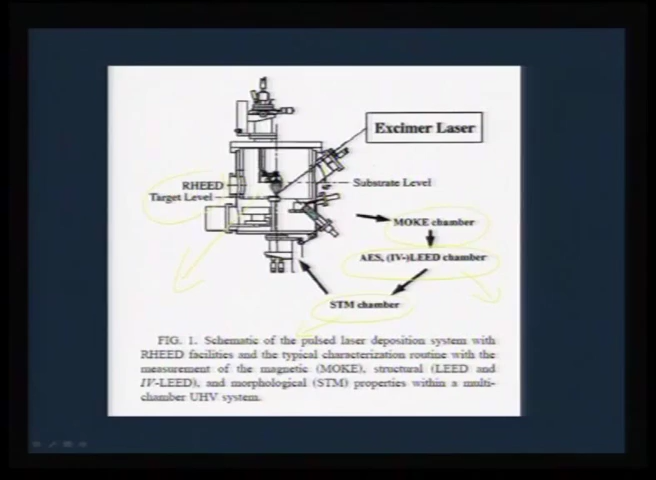 Excimer Laser
RHEED
Substrate Level
Target Level
MOKE chamber
AES, (IV-)LEED chamber
STM chamber
FIG. 1. Schematic of the pulsed laser deposition system with
RHEED facilities and the typical characterization routine with the
measurement of the magnetic (MOKE), structural (LEED and
IV-LEED), and morphological (STM) properties within a multi-
chamber UHV system.